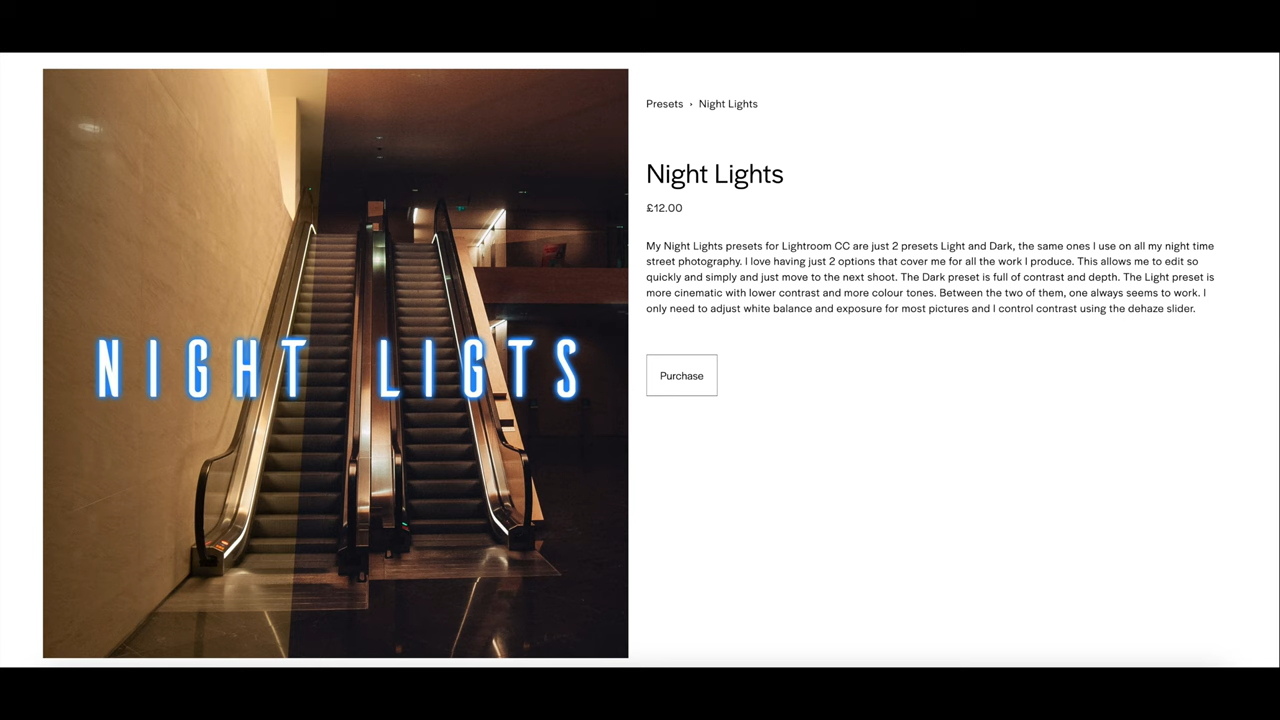 NIGHT LIGTS
Presets › Night Lights
Night Lights
£12.00
My Night Lights presets for Lightroom CC are just 2 presets Light and Dark, the same ones I use on all my night time
street photography. I love having just 2 options that cover me for all the work I produce. This allows me to edit so
quickly and simply and just move to the next shoot. The Dark preset is full of contrast and depth. The Light preset is
more cinematic with lower contrast and more colour tones. Between the two of them, one always seems to work. I
only need to adjust white balance and exposure for most pictures and I control contrast using the dehaze slider.
Purchase